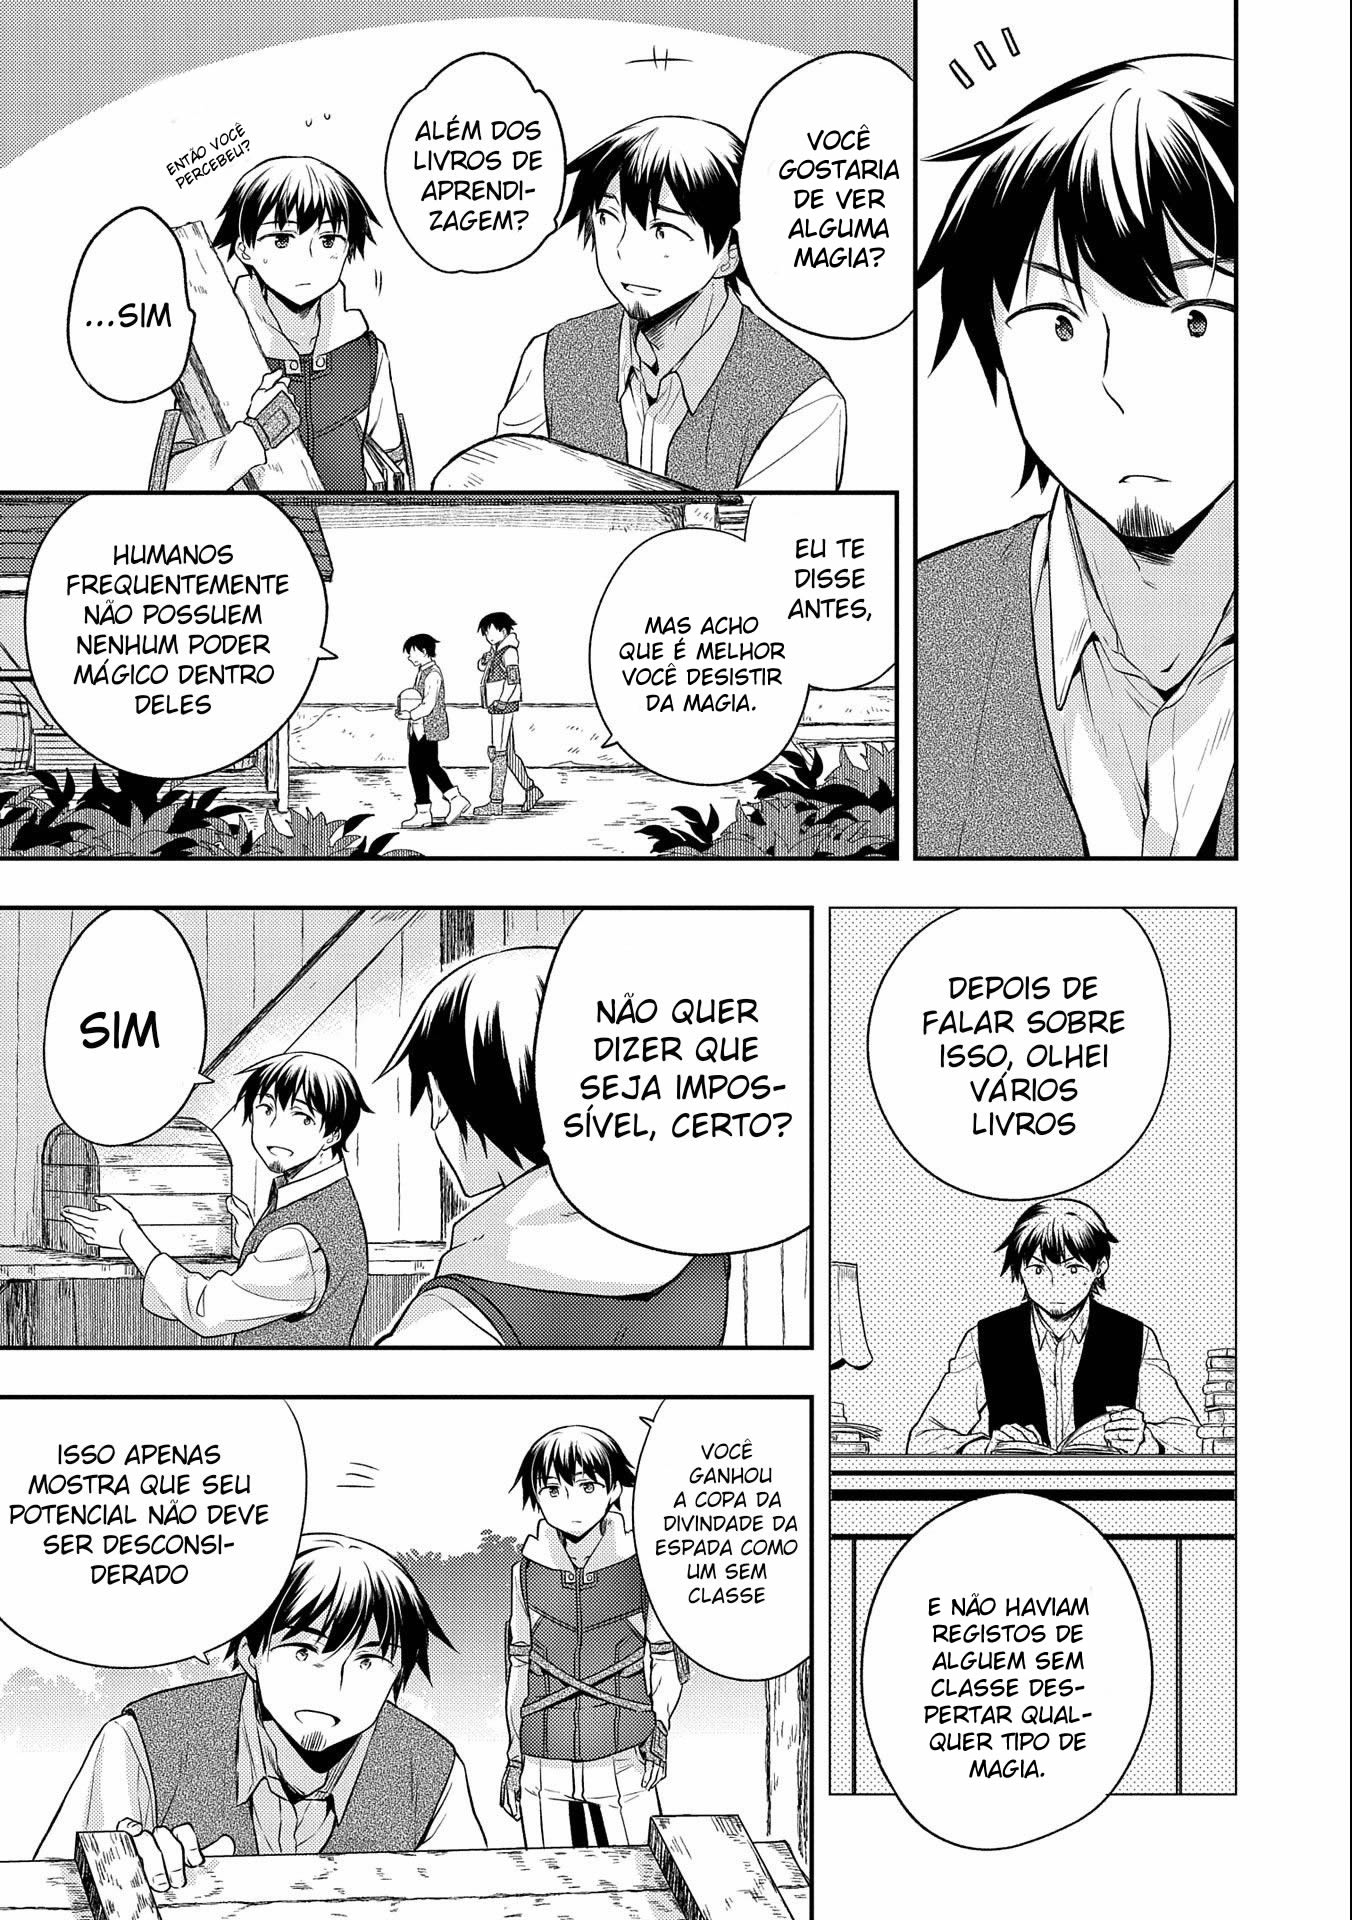 VOCÊ
GOSTARIA
DE VER
ALGUMA
MAGIA?
ALÉM DOS
LIVROS DE
APRENDI-
ZAGEM?
ENTÃO VOCÊ
PERCEBEU?
...SIM
EU TE
DISSE
ANTES,
MAS ACHO
QUE É MELHOR
VOCÊ DESISTIR
DA MAGIA.
HUMANOS
FREQUENTEMENTE
NÃO POSSUEM
NENHUM PODER
MÁGICO DENTRO
DELES
DEPOIS DE
FALAR SOBRE
ISSO, OLHEI
VÁRIOS
LIVROS
E NÃO HAVIAM
REGISTOS DE
ALGUEM SEM
CLASSE DES-
PERTAR QUAL-
QUER TIPO DE
MAGIA.
NÃO QUER
DIZER QUE
SEJA IMPOS-
SÍVEL, CERTO?
SIM
VOCÊ
GANHOU
A COPA DA
DIVINDADE DA
ESPADA COMO
UM SEM
CLASSE
ISSO APENAS
MOSTRA QUE SEU
POTENCIAL NÃO DEVE
SER DESCONSI-
DERADO